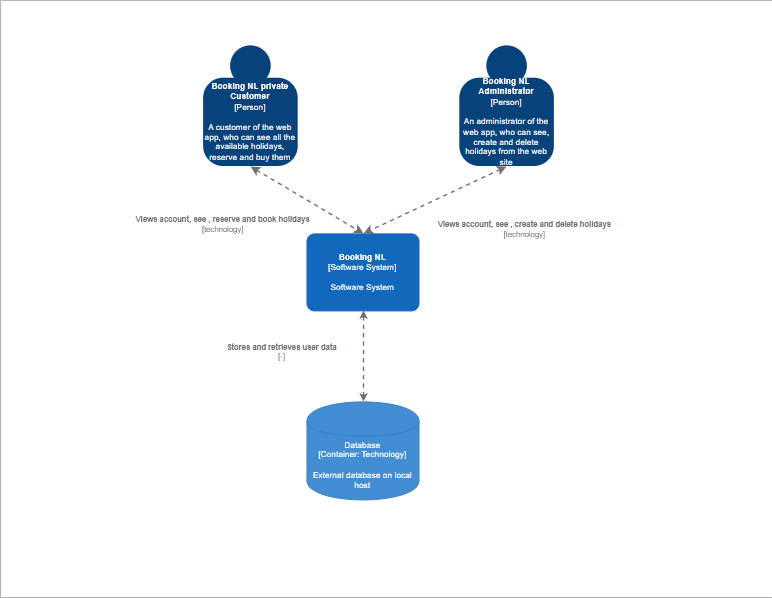 Booking NL private
Customer
[Person]
A customer of the web
app, who can see all the
available holidays,
reserve and buy them
Booking NL
Administrator
[Person]
An administrator of the
web app, who can see,
create and delete
holidays from the web
site
Views account, see , reserve and book holidays
[technology]
Views account, see , create and delete holidays
[technology]
Booking NL
[Software System]
Software System
Stores and retrieves user data
[-]
Database
[Container: Technology]
External database on local
host